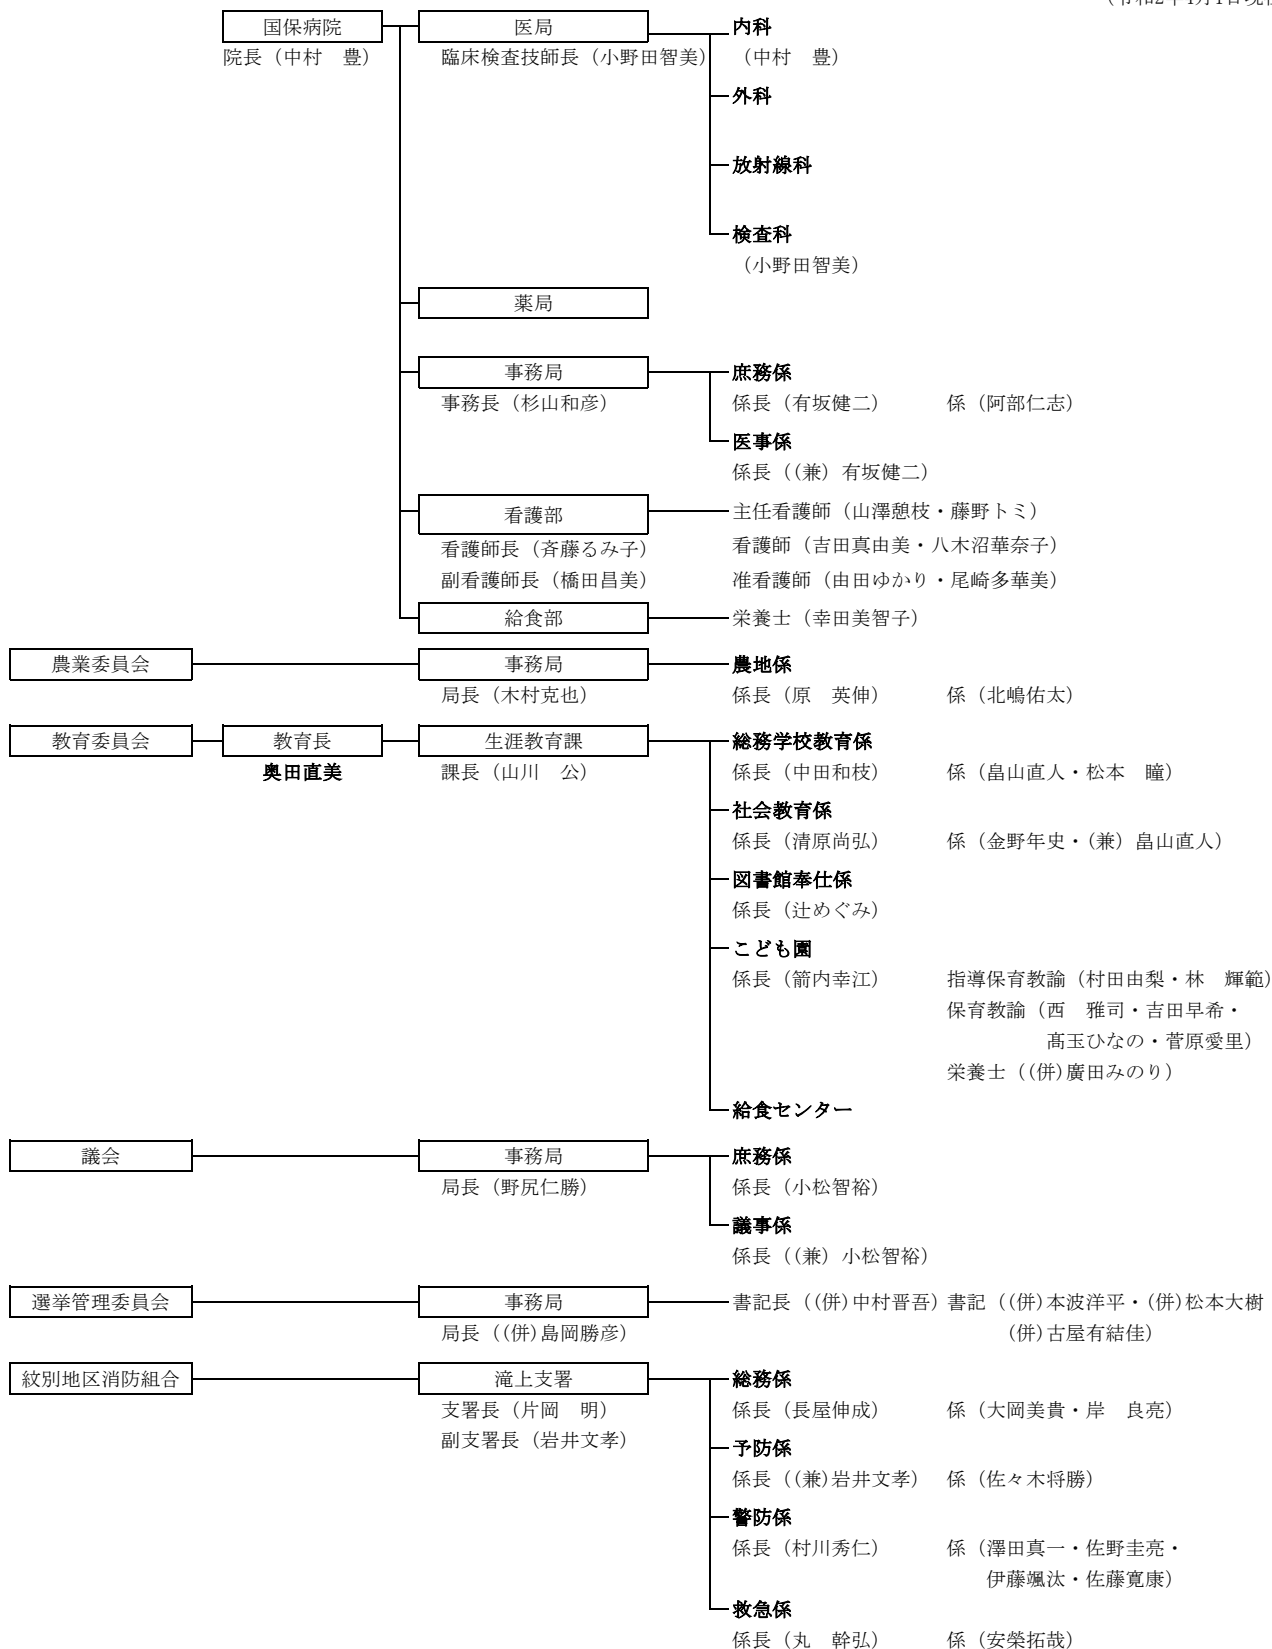 （令和2年4月1日現在
国保病院 医局 内科
院長（中村　豊） 臨床検査技師長（小野田智美） （中村　豊）
外科
放射線科
検査科
（小野田智美）
薬局
事務局 庶務係
事務長（杉山和彦） 係長（有坂健二） 係（阿部仁志）
医事係
係長（(兼）有坂健二）
看護部 主任看護師（山澤憩枝・藤野トミ）
看護師長（斉藤るみ子） 看護師（吉田真由美・八木沼華奈子）
副看護師長（橋田昌美） 准看護師（由田ゆかり・尾崎多華美）
給食部 栄養士（幸田美智子）
農業委員会 事務局 農地係
局長（木村克也） 係長（原　英伸） 係（北嶋佑太）
教育委員会 教育長 生涯教育課 総務学校教育係
奥田直美 課長（山川　公） 係長（中田和枝） 係（畠山直人・松本　瞳）
社会教育係
係長（清原尚弘） 係（金野年史・(兼）畠山直人）
図書館奉仕係
係長（辻めぐみ）
こども園
係長（箭内幸江） 指導保育教諭（村田由梨・林　輝範）
保育教諭（西　雅司・吉田早希・
髙玉ひなの・菅原愛里）
栄養士（(併)廣田みのり）
給食センター
議会 事務局 庶務係
局長（野尻仁勝） 係長（小松智裕）
議事係
係長（(兼）小松智裕）
選挙管理委員会 事務局 書記長（(併)中村晋吾）書記（(併)本波洋平・(併)松本大樹
局長（(併)島岡勝彦） (併)古屋有結佳）
紋別地区消防組合 滝上支署 総務係
支署長（片岡　明） 係長（長屋伸成） 係（大岡美貴・岸　良亮）
副支署長（岩井文孝）
予防係
係長（(兼)岩井文孝） 係（佐々木将勝）
警防係
係長（村川秀仁） 係（澤田真一・佐野圭亮・
伊藤颯汰・佐藤寛康）
救急係
係長（丸　幹弘） 係（安榮拓哉）